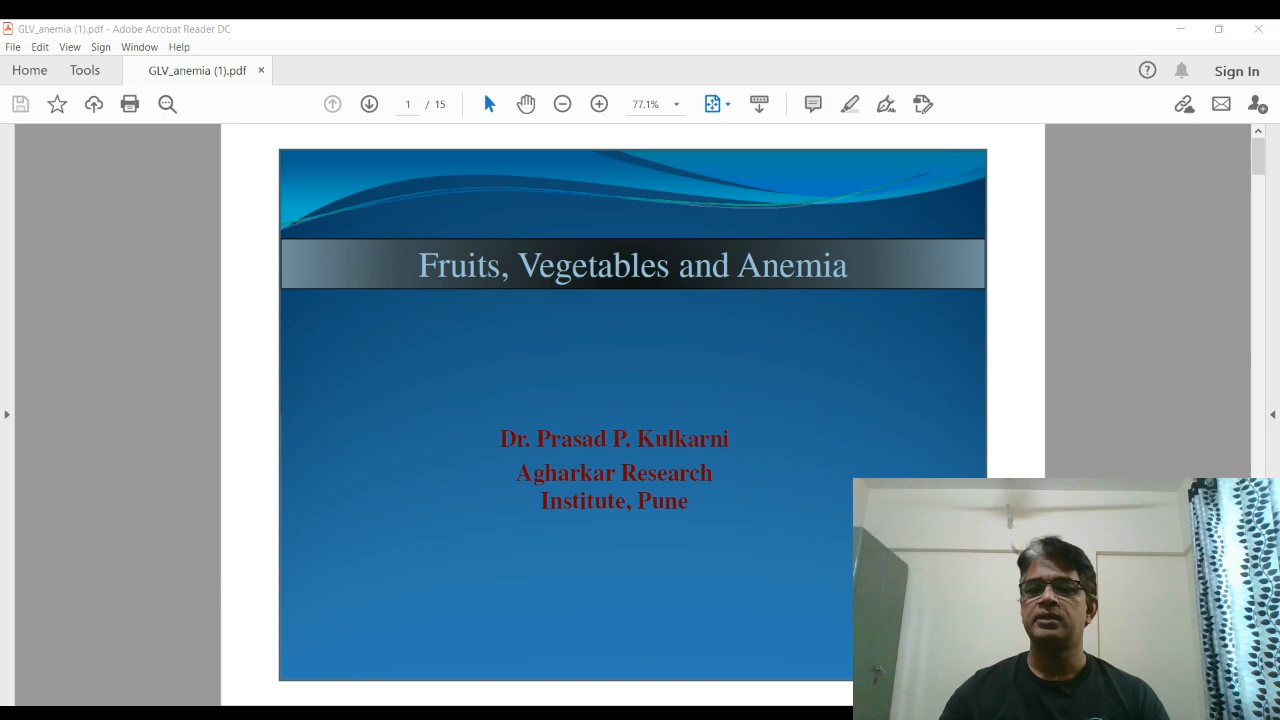 GLV_anemia (1).pdf - Adobe Acrobat Reader DC
File Edit View Sign Window Help
Home Tools GLV_anemia (1).pdf × Sign In
1 / 15 77.1%
Fruits, Vegetables and Anemia
Dr. Prasad P. Kulkarni
Agharkar Research
Institute, Pune